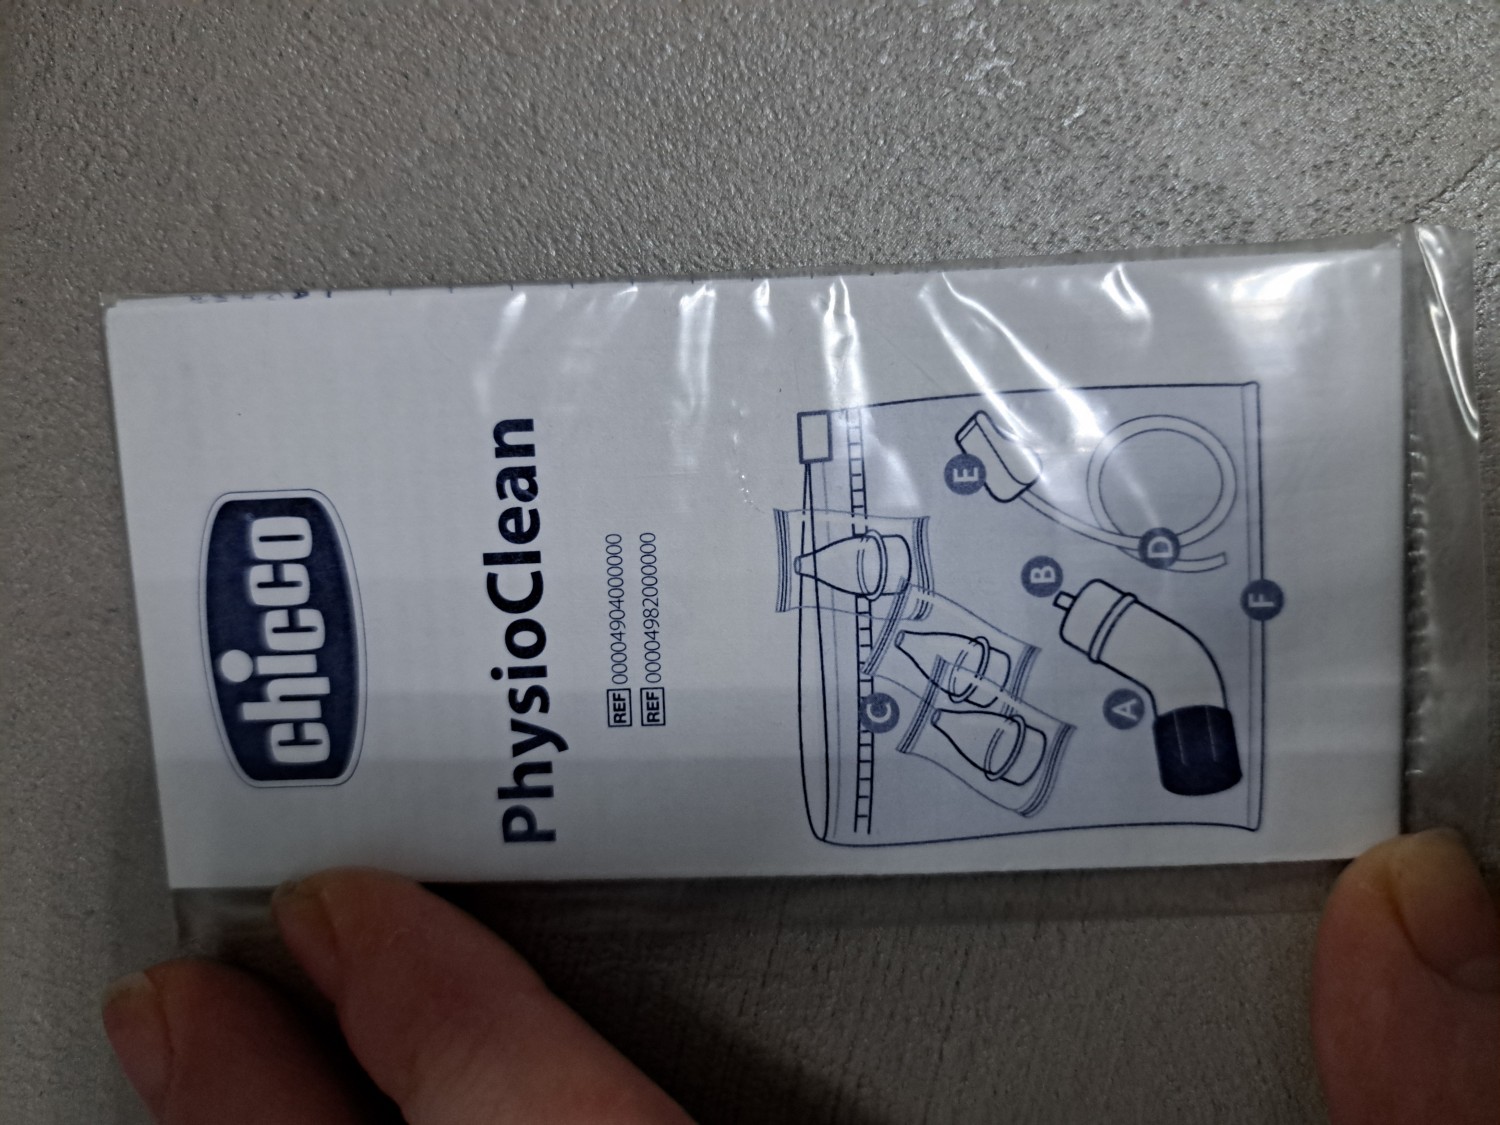 chicco
PhysioClean
REF 00004904000000
REF 00004982000000
E
D
B
F
C
A